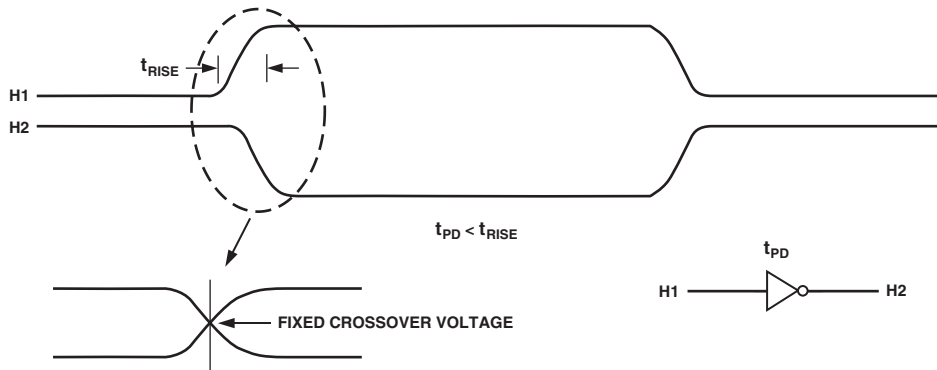 tRISE
H1
H2
tPD < tRISE
tPD
H1
H2
FIXED CROSSOVER VOLTAGE